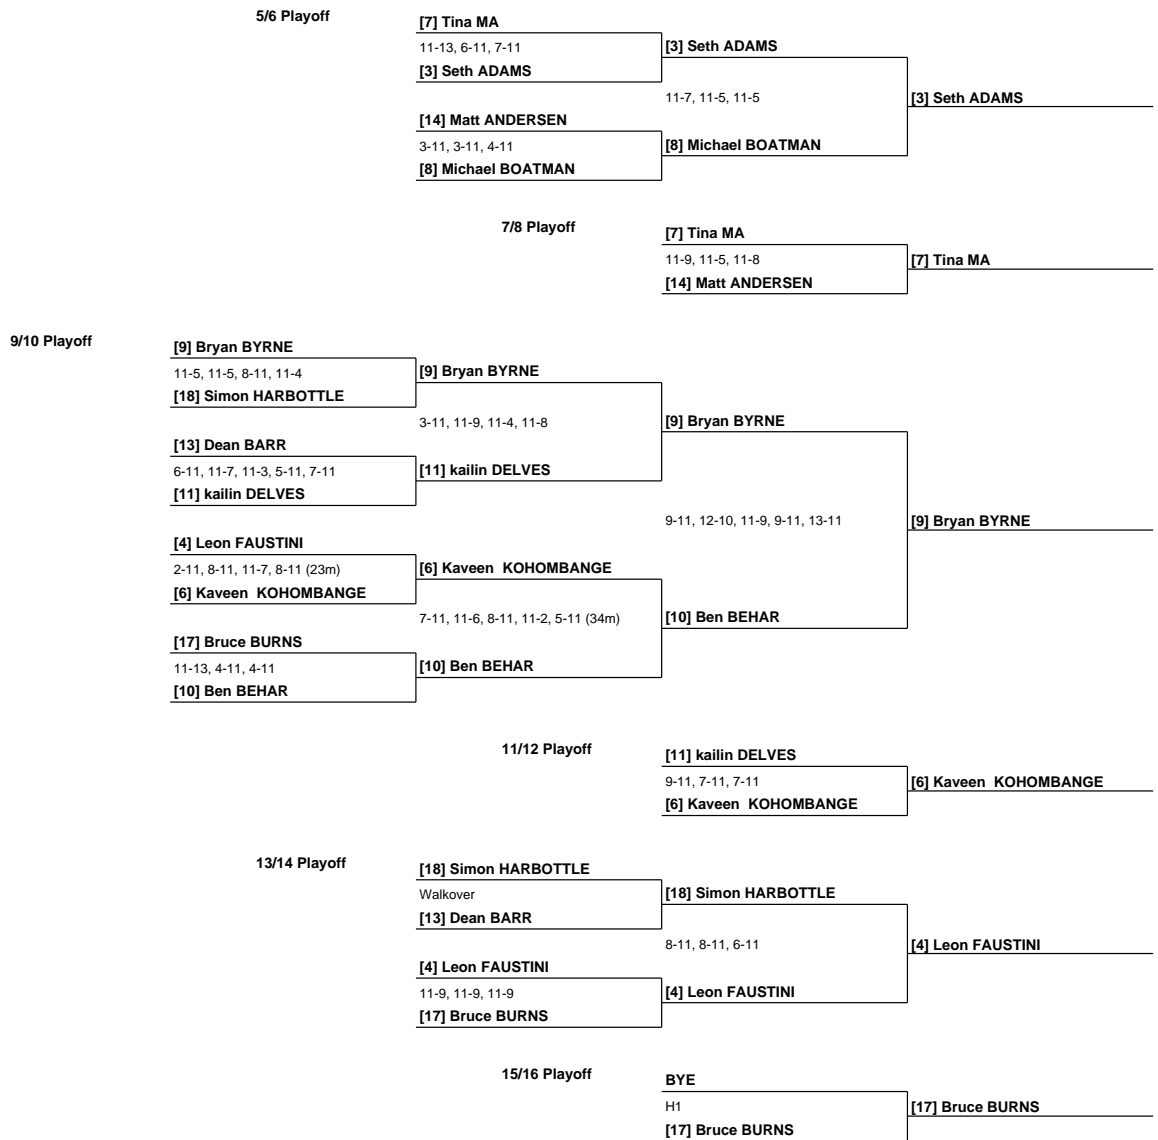 5/6 Playoff
[7] Tina MA
11-13, 6-11, 7-11
[3] Seth ADAMS
[3] Seth ADAMS
11-7, 11-5, 11-5
[3] Seth ADAMS
[14] Matt ANDERSEN
3-11, 3-11, 4-11
[8] Michael BOATMAN
[8] Michael BOATMAN
7/8 Playoff
[7] Tina MA
11-9, 11-5, 11-8
[7] Tina MA
[14] Matt ANDERSEN
9/10 Playoff
[9] Bryan BYRNE
11-5, 11-5, 8-11, 11-4
[9] Bryan BYRNE
[18] Simon HARBOTTLE
3-11, 11-9, 11-4, 11-8
[9] Bryan BYRNE
[13] Dean BARR
6-11, 11-7, 11-3, 5-11, 7-11
[11] kailin DELVES
[11] kailin DELVES
9-11, 12-10, 11-9, 9-11, 13-11
[9] Bryan BYRNE
[4] Leon FAUSTINI
2-11, 8-11, 11-7, 8-11 (23m)
[6] Kaveen KOHOMBANGE
[6] Kaveen KOHOMBANGE
7-11, 11-6, 8-11, 11-2, 5-11 (34m)
[10] Ben BEHAR
[17] Bruce BURNS
11-13, 4-11, 4-11
[10] Ben BEHAR
[10] Ben BEHAR
11/12 Playoff
[11] kailin DELVES
9-11, 7-11, 7-11
[6] Kaveen KOHOMBANGE
[6] Kaveen KOHOMBANGE
13/14 Playoff
[18] Simon HARBOTTLE
Walkover
[18] Simon HARBOTTLE
[13] Dean BARR
8-11, 8-11, 6-11
[4] Leon FAUSTINI
[4] Leon FAUSTINI
11-9, 11-9, 11-9
[4] Leon FAUSTINI
[17] Bruce BURNS
15/16 Playoff
BYE
H1
[17] Bruce BURNS
[17] Bruce BURNS